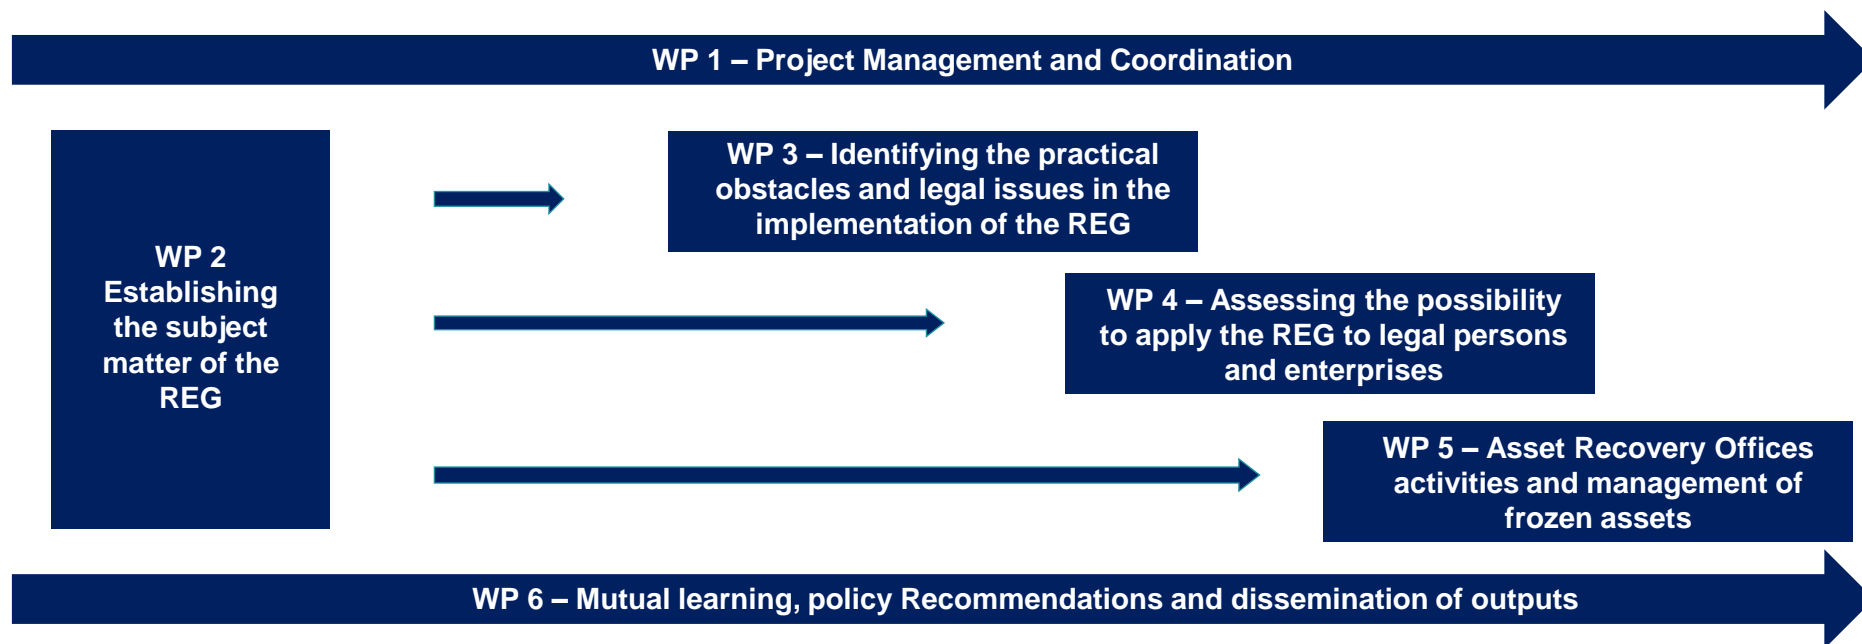 WP 1 – Project Management and Coordination
WP 2
Establishing
the subject
matter of the
REG
WP 3 – Identifying the practical
obstacles and legal issues in the
implementation of the REG
WP 4 – Assessing the possibility
to apply the REG to legal persons
and enterprises
WP 5 – Asset Recovery Offices
activities and management of
frozen assets
WP 6 – Mutual learning, policy Recommendations and dissemination of outputs